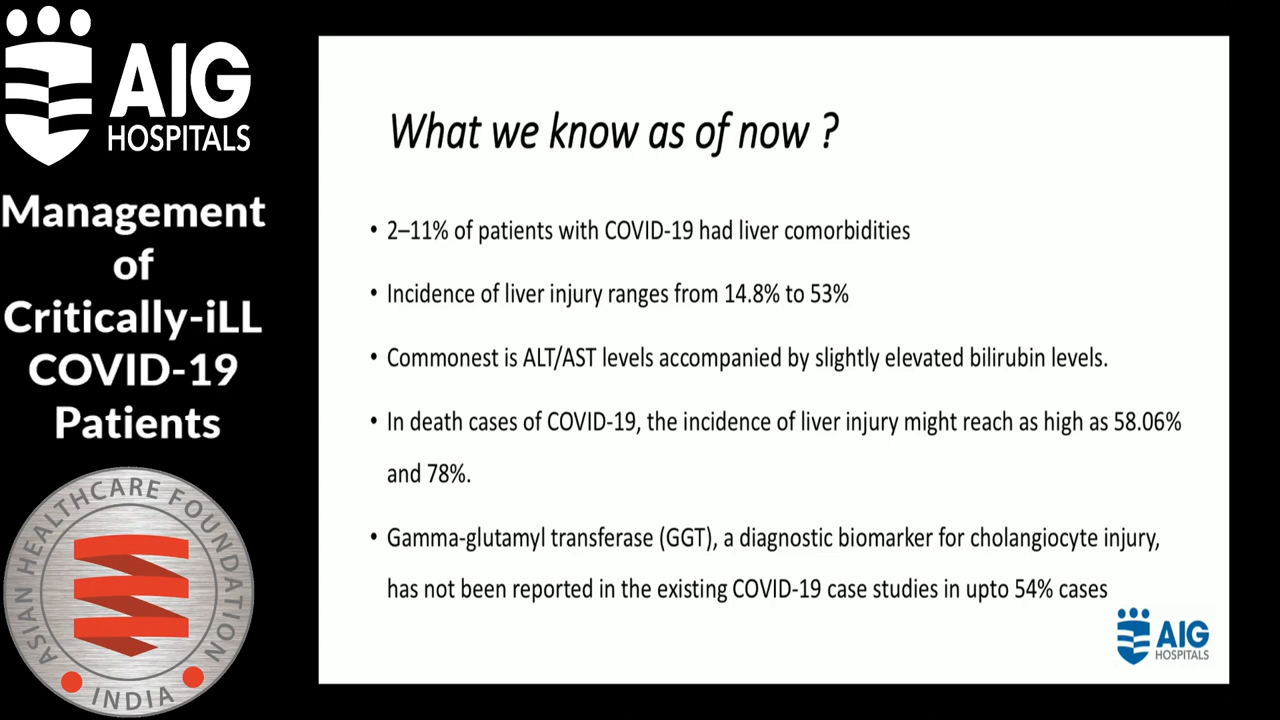 AIG
HOSPITALS
Management
of
Critically-iLL
COVID-19
Patients
ASIAN HEALTHCARE FOUNDATION
INDIA
What we know as of now ?
• 2–11% of patients with COVID-19 had liver comorbidities
• Incidence of liver injury ranges from 14.8% to 53%
• Commonest is ALT/AST levels accompanied by slightly elevated bilirubin levels.
• In death cases of COVID-19, the incidence of liver injury might reach as high as 58.06%
and 78%.
• Gamma-glutamyl transferase (GGT), a diagnostic biomarker for cholangiocyte injury,
has not been reported in the existing COVID-19 case studies in upto 54% cases
AIG
HOSPITALS